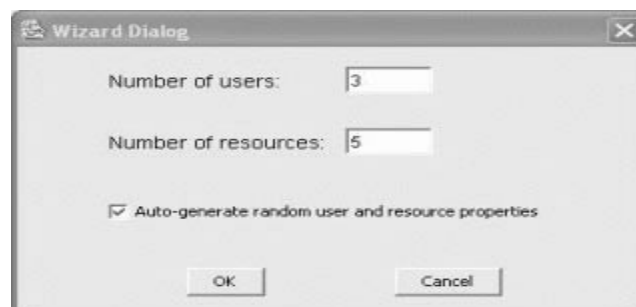 Wizard Dialog
Number of users: 3
Number of resources: 5
Auto-generate random user and resource properties
OK Cancel